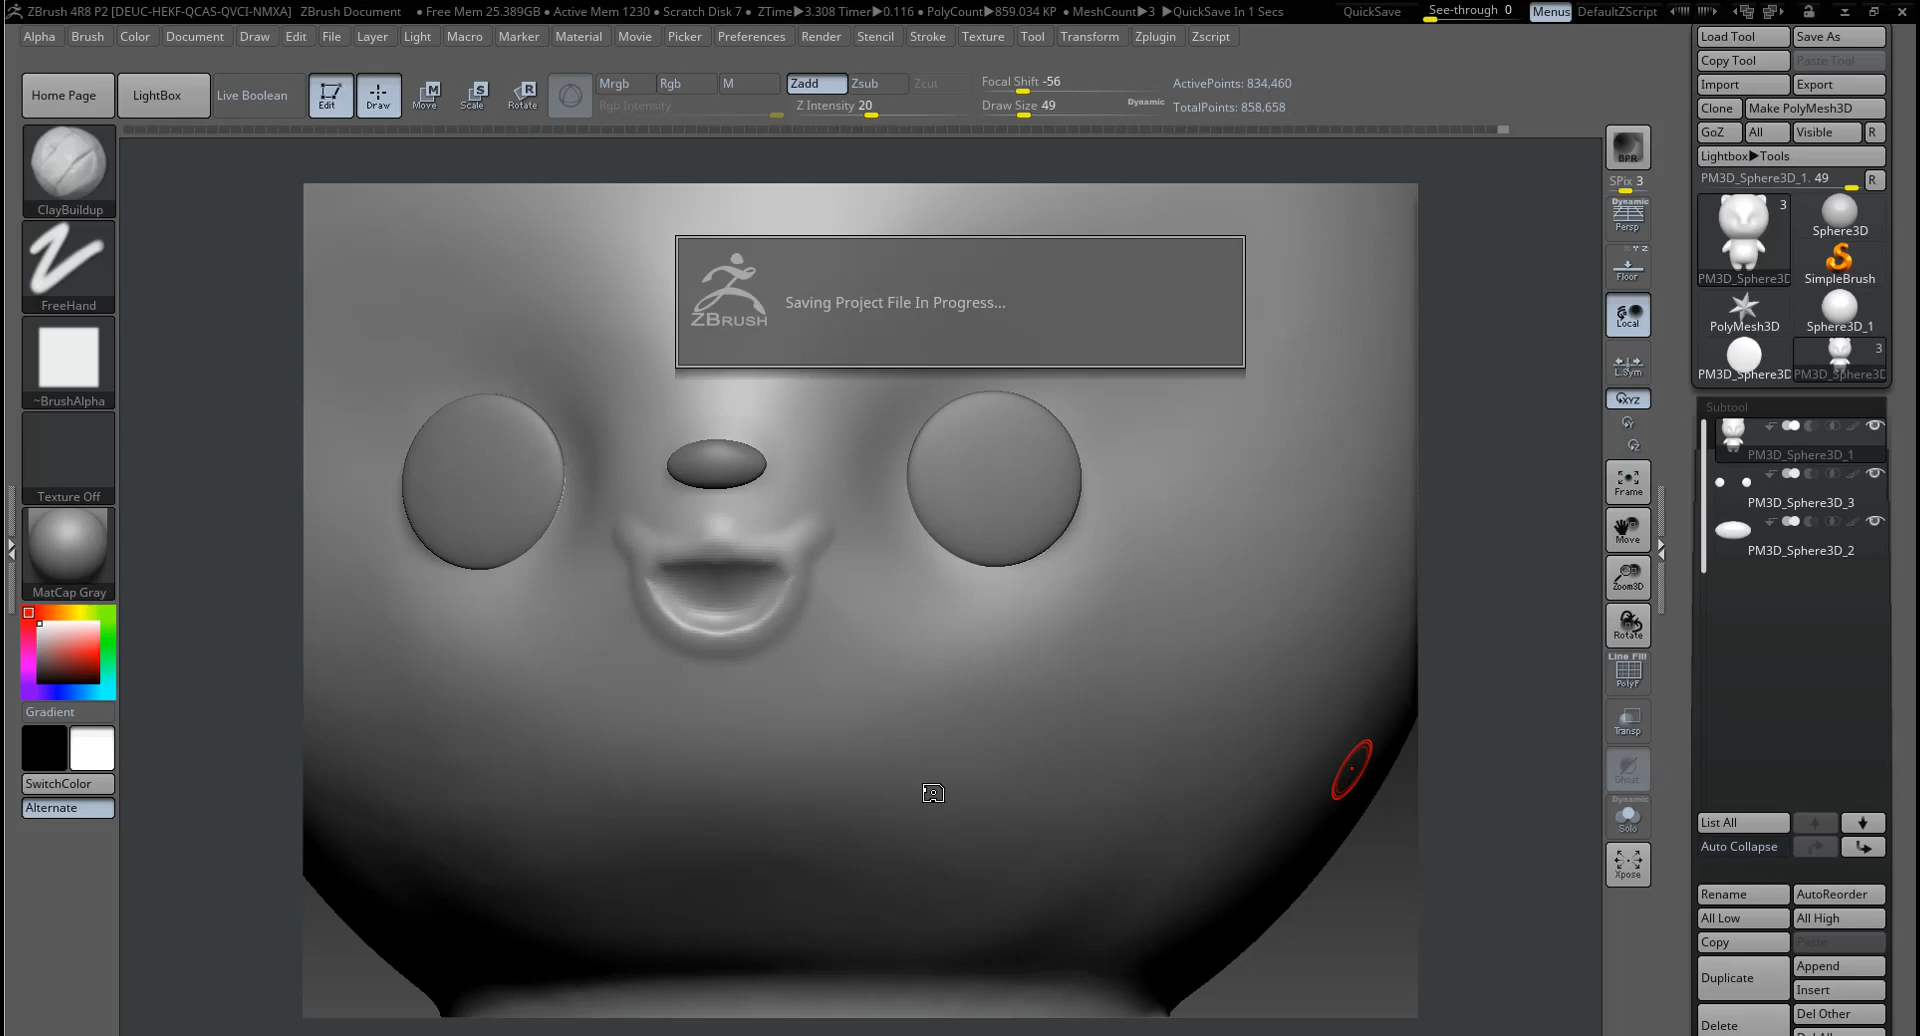 ZBrush 4R8 P2 [DEUC-HEKF-QCAS-QVCI-NMXA] ZBrush Document • Free Mem 25.389GB • Active Mem 1230 • Scratch Disk 7 • ZTime▶3.308 Timer▶0.116 • PolyCount▶859.034 KP • MeshCount▶3 ▶QuickSave In 1 Secs QuickSave See-through 0 Menus DefaultZScript
Alpha Brush Color Document Draw Edit File Layer Light Macro Marker Material Movie Picker Preferences Render Stencil Stroke Texture Tool Transform Zplugin Zscript
Home Page LightBox Live Boolean Edit Draw Move Scale Rotate
Mrgb Rgb M Zadd Zsub Zcut Focal Shift -56 ActivePoints: 834,460
Rgb Intensity Z Intensity 20 Draw Size 49 Dynamic TotalPoints: 858,658
ClayBuildup
FreeHand
~BrushAlpha
Texture Off
MatCap Gray
Gradient
SwitchColor
Alternate
ZBRUSH
Saving Project File In Progress...
BPR
SPix 3
Dynamic
Persp
X Y Z
Floor
Local
L.Sym
XYZ
Y
Z
Frame
Move
Zoom3D
Rotate
Line Fill
PolyF
Transp
Ghost
Dynamic
Solo
Xpose
Load Tool Save As
Copy Tool Paste Tool
Import Export
Clone Make PolyMesh3D
GoZ All Visible R
Lightbox▶Tools
PM3D_Sphere3D_1. 49 R
3
Sphere3D
PM3D_Sphere3D SimpleBrush
PolyMesh3D Sphere3D_1
3
PM3D_Sphere3D PM3D_Sphere3D
Subtool
PM3D_Sphere3D_1
PM3D_Sphere3D_3
PM3D_Sphere3D_2
List All
Auto Collapse
Rename AutoReorder
All Low All High
Copy Paste
Duplicate Append
Insert
Delete Del Other
Del All